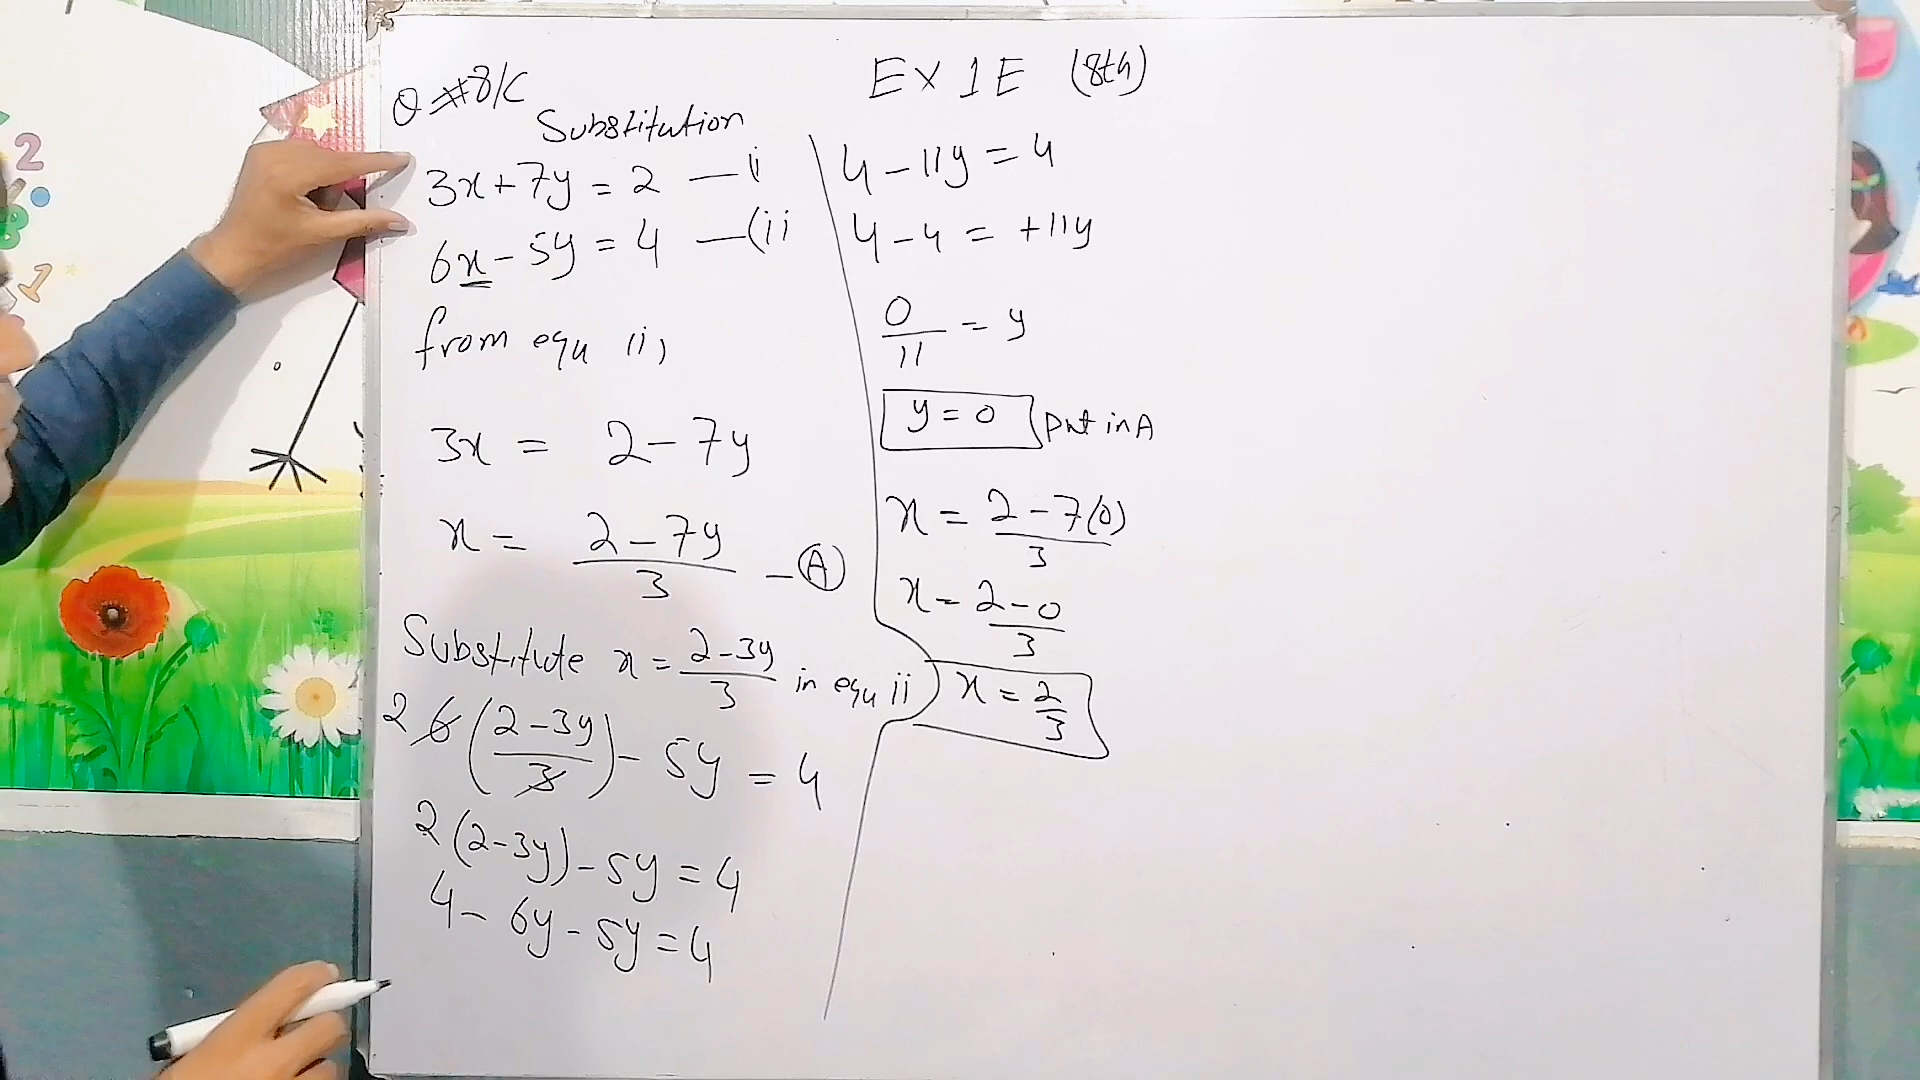 Q#8/C
Substitution
3x+7y=2 —i
6x-5y=4 —(ii
from equ ii,
3x = 2-7y
x = 2-7y/3 -(A)
Substitute x = 2-3y/3 in equ ii
2 6(2-3y/3)-5y=4
2(2-3y)-5y=4
4-6y-5y=4
EX 1E (8th)
4-11y=4
4-4=+11y
0/11=y
y=0 put in A
x=2-7(0)/3
x=2-0/3
x=2/3
2
1